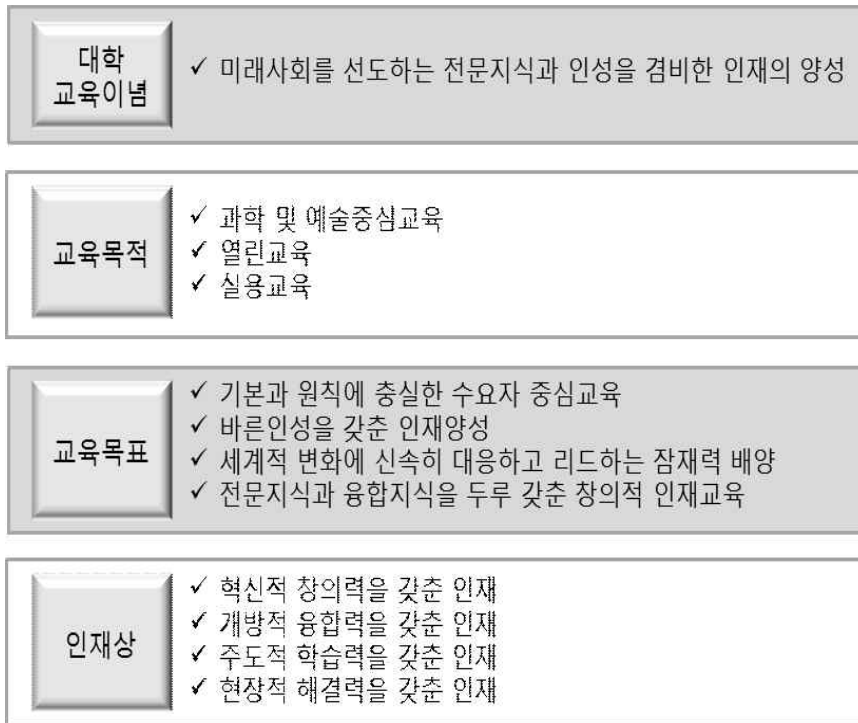 대학
교육이념
✓ 미래사회를 선도하는 전문지식과 인성을 겸비한 인재의 양성
교육목적
✓ 과학 및 예술중심교육
✓ 열린교육
✓ 실용교육
교육목표
✓ 기본과 원칙에 충실한 수요자 중심교육
✓ 바른인성을 갖춘 인재양성
✓ 세계적 변화에 신속히 대응하고 리드하는 잠재력 배양
✓ 전문지식과 융합지식을 두루 갖춘 창의적 인재교육
인재상
✓ 혁신적 창의력을 갖춘 인재
✓ 개방적 융합력을 갖춘 인재
✓ 주도적 학습력을 갖춘 인재
✓ 현장적 해결력을 갖춘 인재